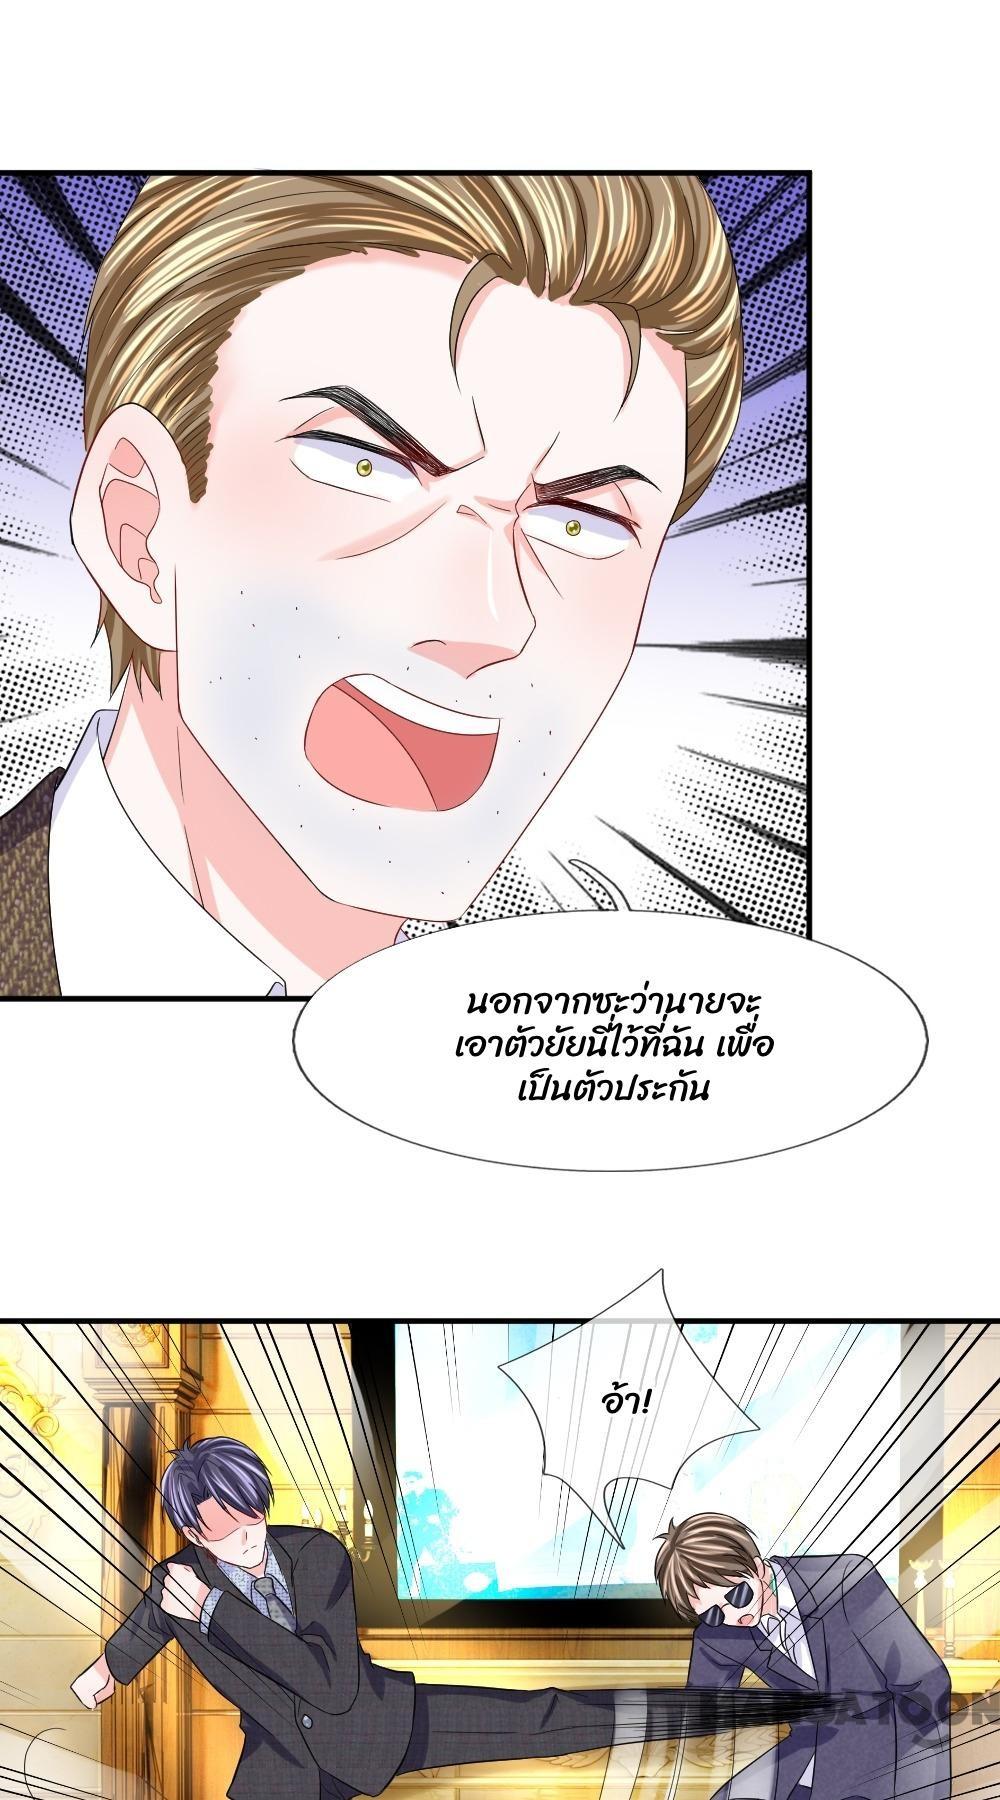 นอกจากซะว่านายจะ
เอาตัวยัยนี่ไว้ที่ฉัน เพื่อ
เป็นตัวประกัน
อ้า!